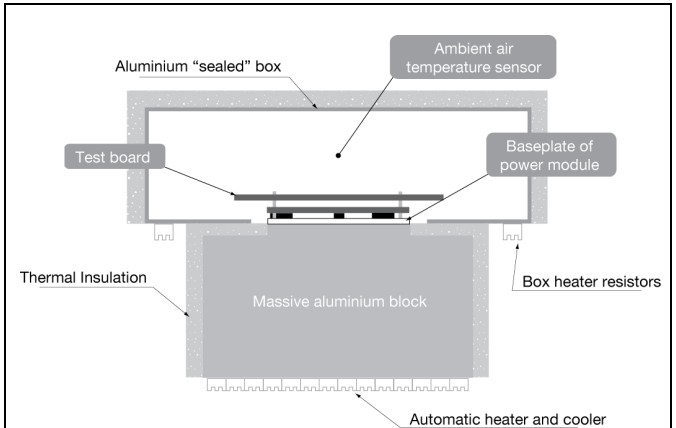 Ambient air
temperature sensor
Aluminium “sealed” box
Test board
Baseplate of
power module
Thermal Insulation
Massive aluminium block
Box heater resistors
Automatic heater and cooler